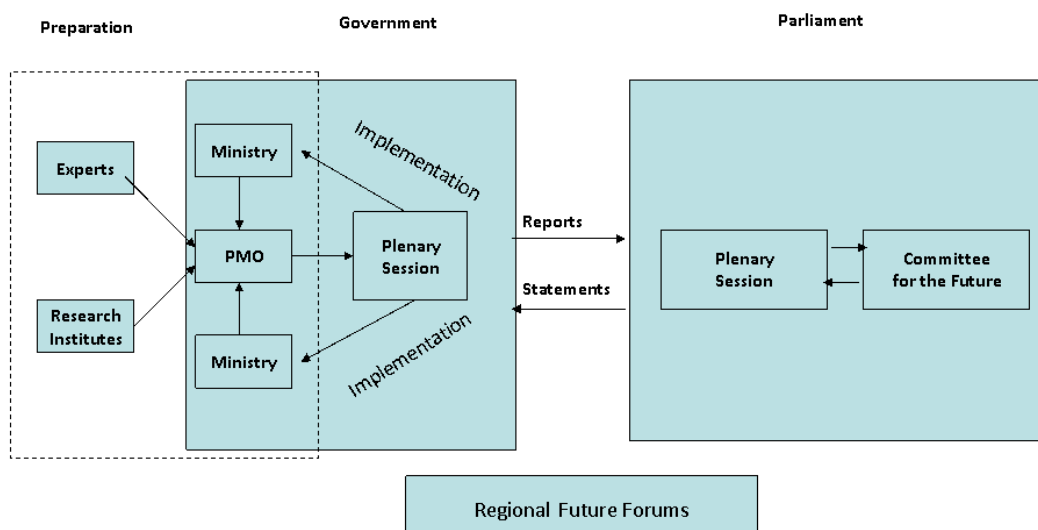 Preparation
Government
Parliament
Experts
Research
Institutes
Ministry
PMO
Ministry
Implementation
Plenary
Session
Implementation
Reports
Statements
Plenary
Session
Committee
for the Future
Regional Future Forums